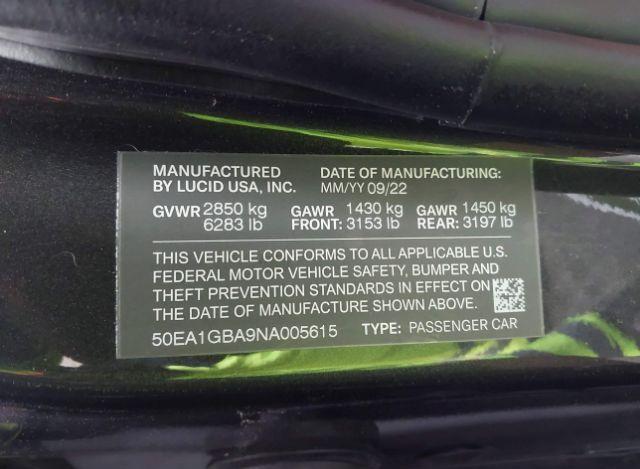 MANUFACTURED DATE OF MANUFACTURING:
BY LUCID USA, INC. MM/YY 09/22
GVWR 2850 kg GAWR 1430 kg GAWR 1450 kg
6283 lb FRONT: 3153 lb REAR: 3197 lb
THIS VEHICLE CONFORMS TO ALL APPLICABLE U.S.
FEDERAL MOTOR VEHICLE SAFETY, BUMPER AND
THEFT PREVENTION STANDARDS IN EFFECT ON
THE DATE OF MANUFACTURE SHOWN ABOVE.
50EA1GBA9NA005615 TYPE: PASSENGER CAR